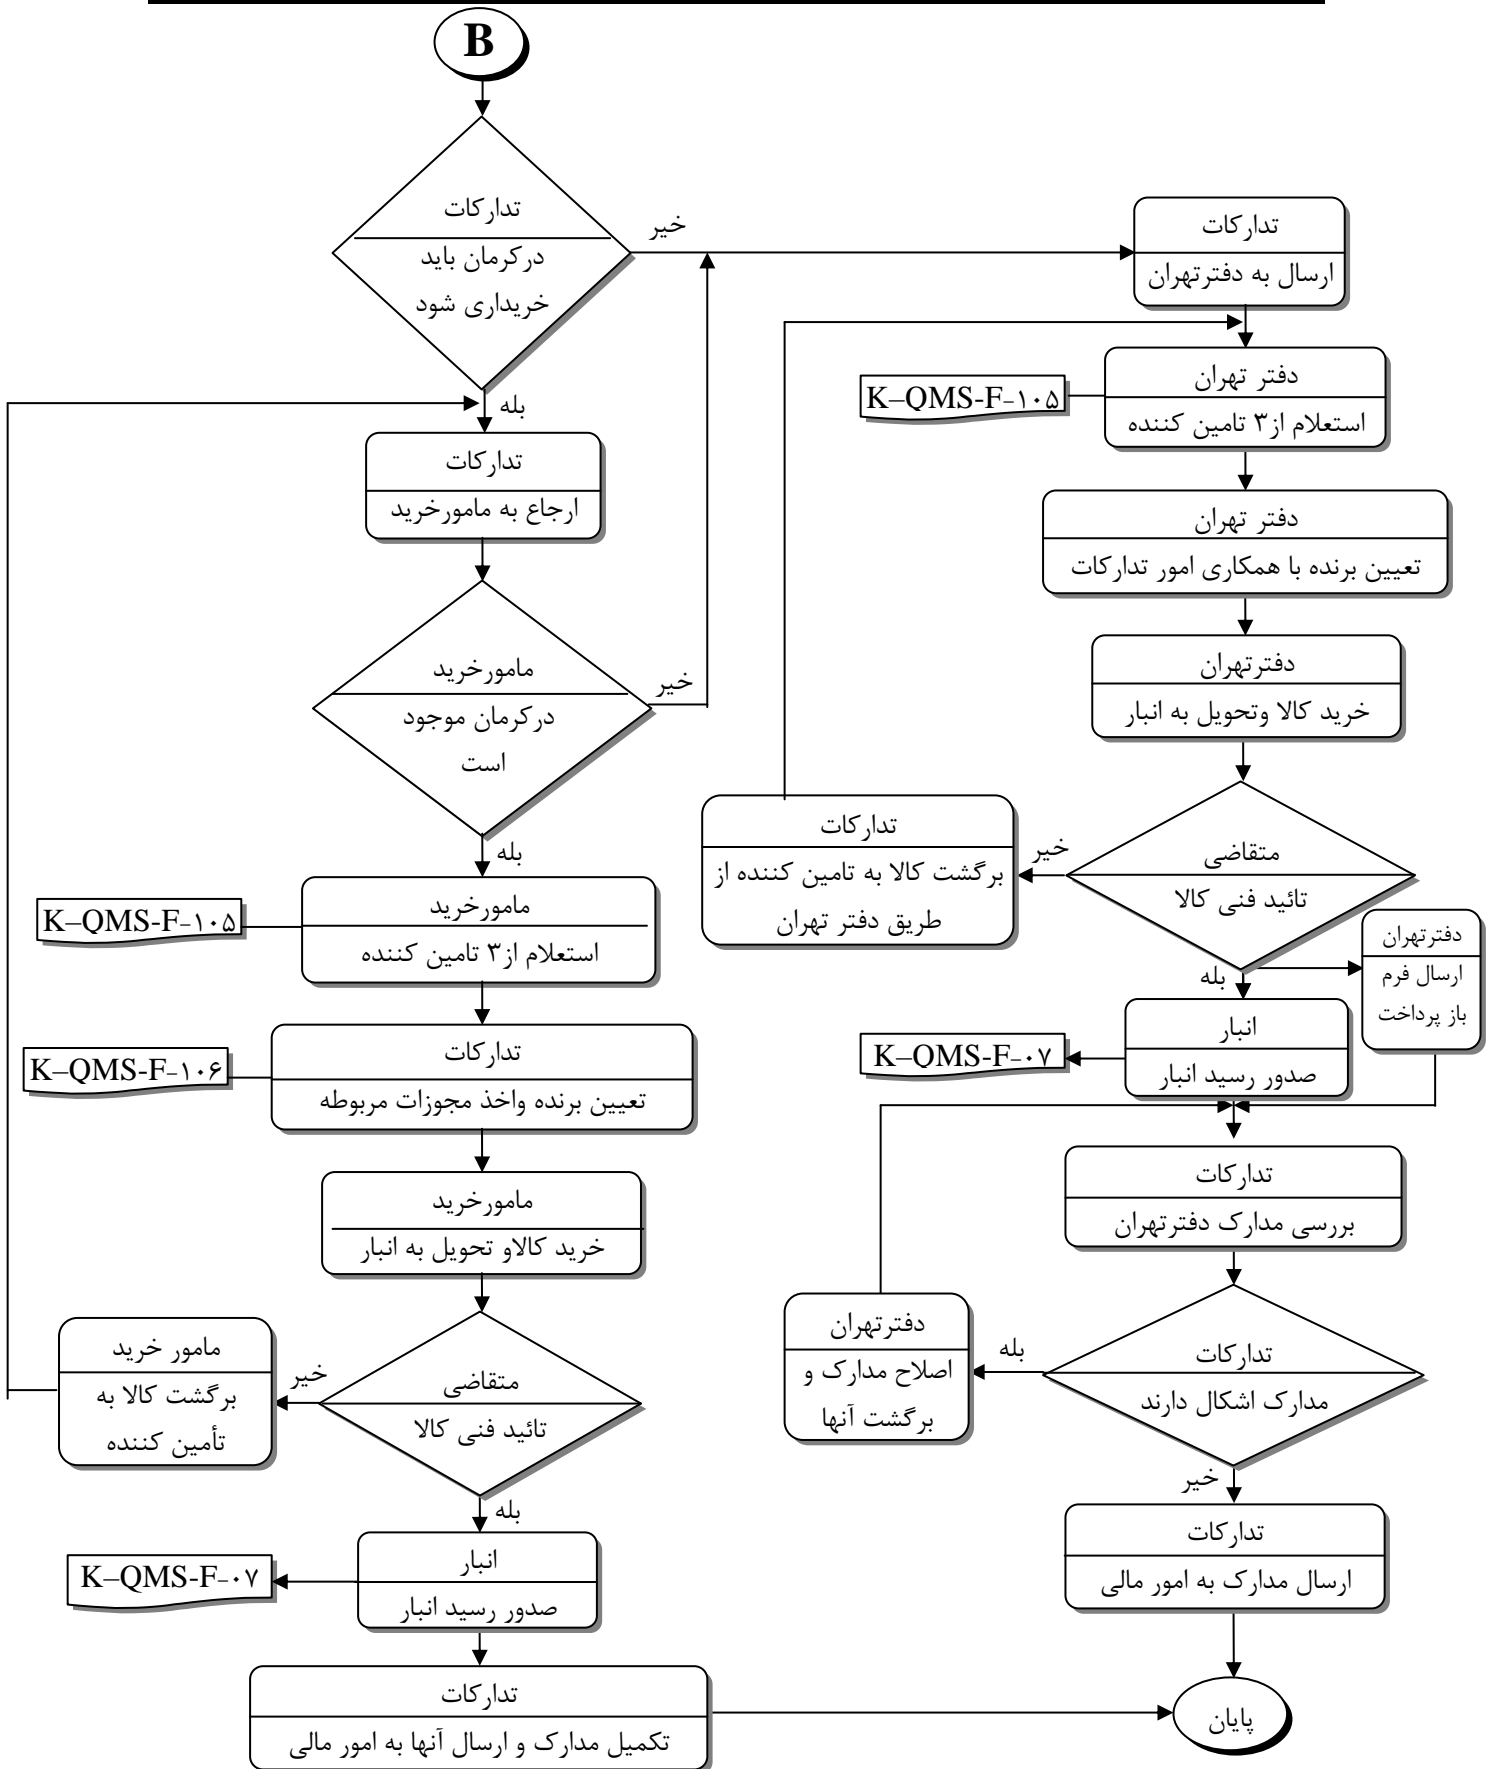 B
تدارکات
درکرمان باید
خریداری شود
خیر
بله
تدارکات
ارجاع به مامورخرید
مامورخرید
درکرمان موجود
است
خیر
بله
مامورخرید
استعلام از۳ تامین کننده
K–QMS-F-۱۰۵
تدارکات
تعیین برنده واخذ مجوزات مربوطه
K–QMS-F-۱۰۶
مامورخرید
خرید کالاو تحویل به انبار
متقاضی
تائید فنی کالا
خیر
مامور خرید
برگشت کالا به
تأمین کننده
بله
انبار
صدور رسید انبار
K–QMS-F-۰۷
تدارکات
تکمیل مدارک و ارسال آنها به امور مالی
تدارکات
ارسال به دفترتهران
دفتر تهران
استعلام از۳ تامین کننده
K–QMS-F-۱۰۵
دفتر تهران
تعیین برنده با همکاری امور تدارکات
دفترتهران
خرید کالا وتحویل به انبار
متقاضی
تائید فنی کالا
خیر
تدارکات
برگشت کالا به تامین کننده از
طریق دفتر تهران
بله
دفترتهران
ارسال فرم
باز پرداخت
انبار
صدور رسید انبار
K–QMS-F-۰۷
تدارکات
بررسی مدارک دفترتهران
تدارکات
مدارک اشکال دارند
بله
دفترتهران
اصلاح مدارک و
برگشت آنها
خیر
تدارکات
ارسال مدارک به امور مالی
پایان